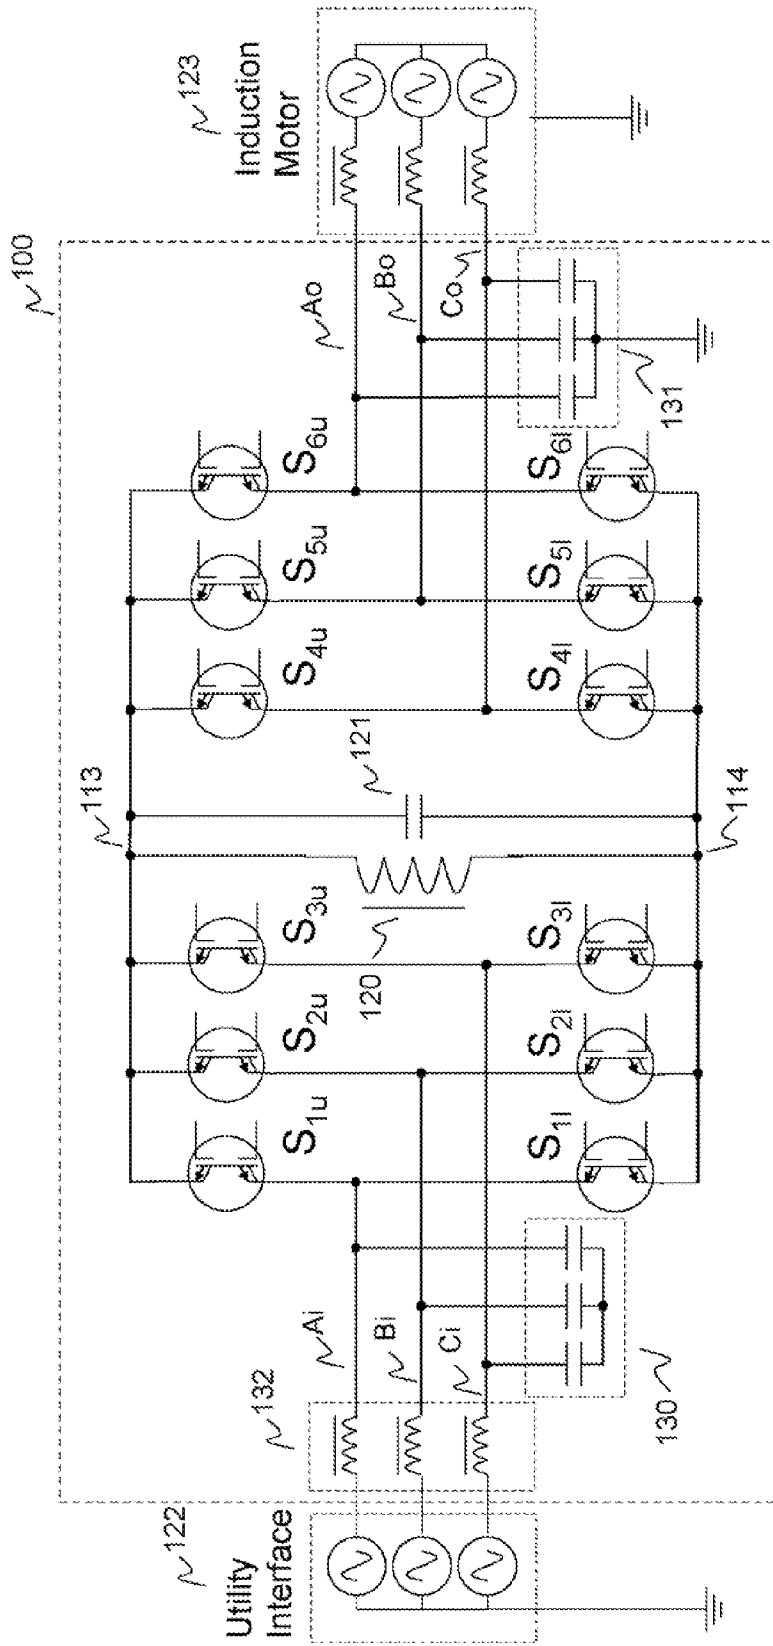 122
Utility
Interface
132
Ai
Bi
Ci
130
100
113
S1u
S2u
S3u
S4u
S5u
S6u
120
121
S1l
S2l
S3l
S4l
S5l
S6l
114
Ao
Bo
Co
131
123
Induction
Motor